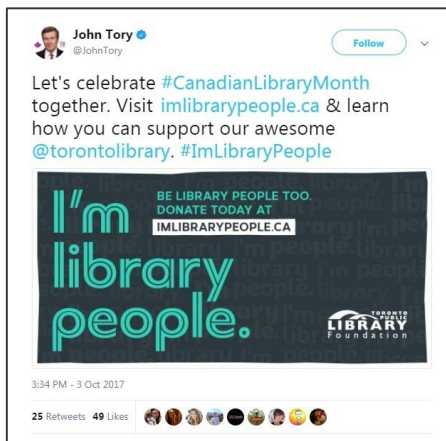 John Tory
@JohnTory
Follow
Let's celebrate #CanadianLibraryMonth
together. Visit imlibrarypeople.ca & learn
how you can support our awesome
@torontolibrary. #ImLibraryPeople
I'm
library
people.
BE LIBRARY PEOPLE TOO.
DONATE TODAY AT
IMLIBRARYPEOPLE.CA
TORONTO
PUBLIC
LIBRARY
Foundation
3:34 PM - 3 Oct 2017
25 Retweets 49 Likes